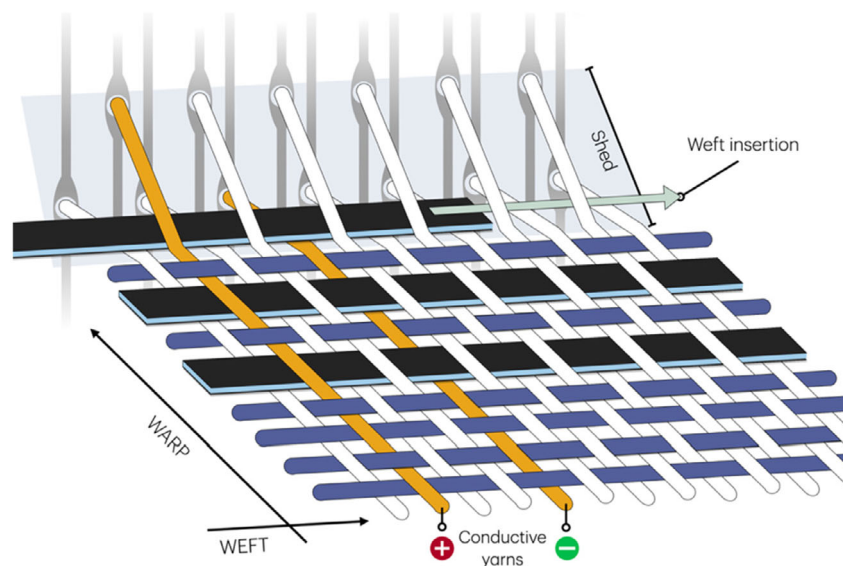 Shed
Weft insertion
WARP
WEFT
+
Conductive
yarns
−